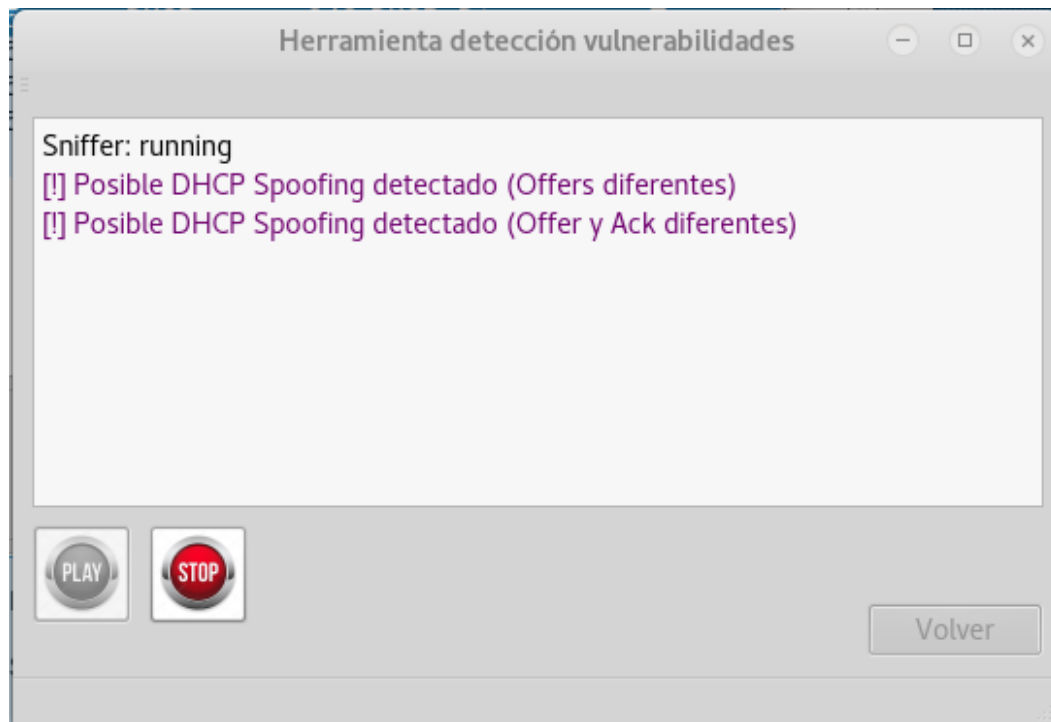 Herramienta detección vulnerabilidades
Sniffer: running
[!] Posible DHCP Spoofing detectado (Offers diferentes)
[!] Posible DHCP Spoofing detectado (Offer y Ack diferentes)
PLAY
STOP
Volver